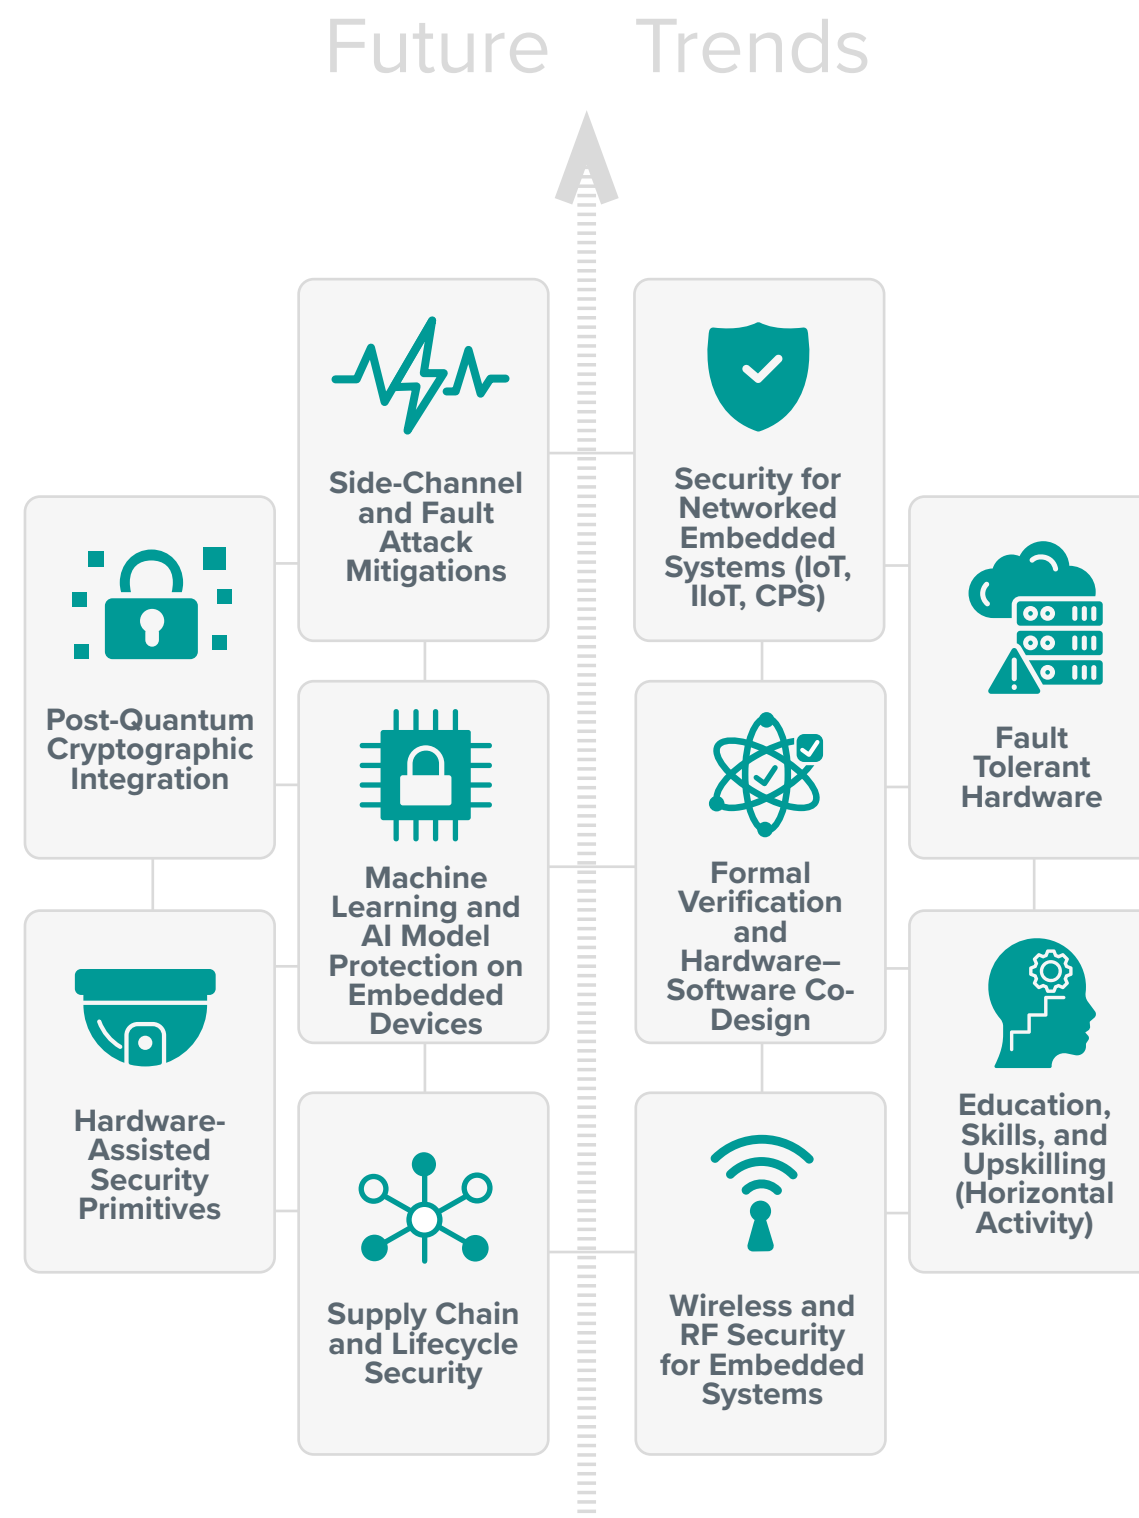 Future Trends
Side-Channel
and Fault
Attack
Mitigations
Security for
Networked
Embedded
Systems (IoT,
IIoT, CPS)
Post-Quantum
Cryptographic
Integration
Fault
Tolerant
Hardware
Machine
Learning and
AI Model
Protection on
Embedded
Devices
Formal
Verification
and
Hardware–
Software Co-
Design
Hardware-
Assisted
Security
Primitives
Education,
Skills, and
Upskilling
(Horizontal
Activity)
Supply Chain
and Lifecycle
Security
Wireless and
RF Security
for Embedded
Systems